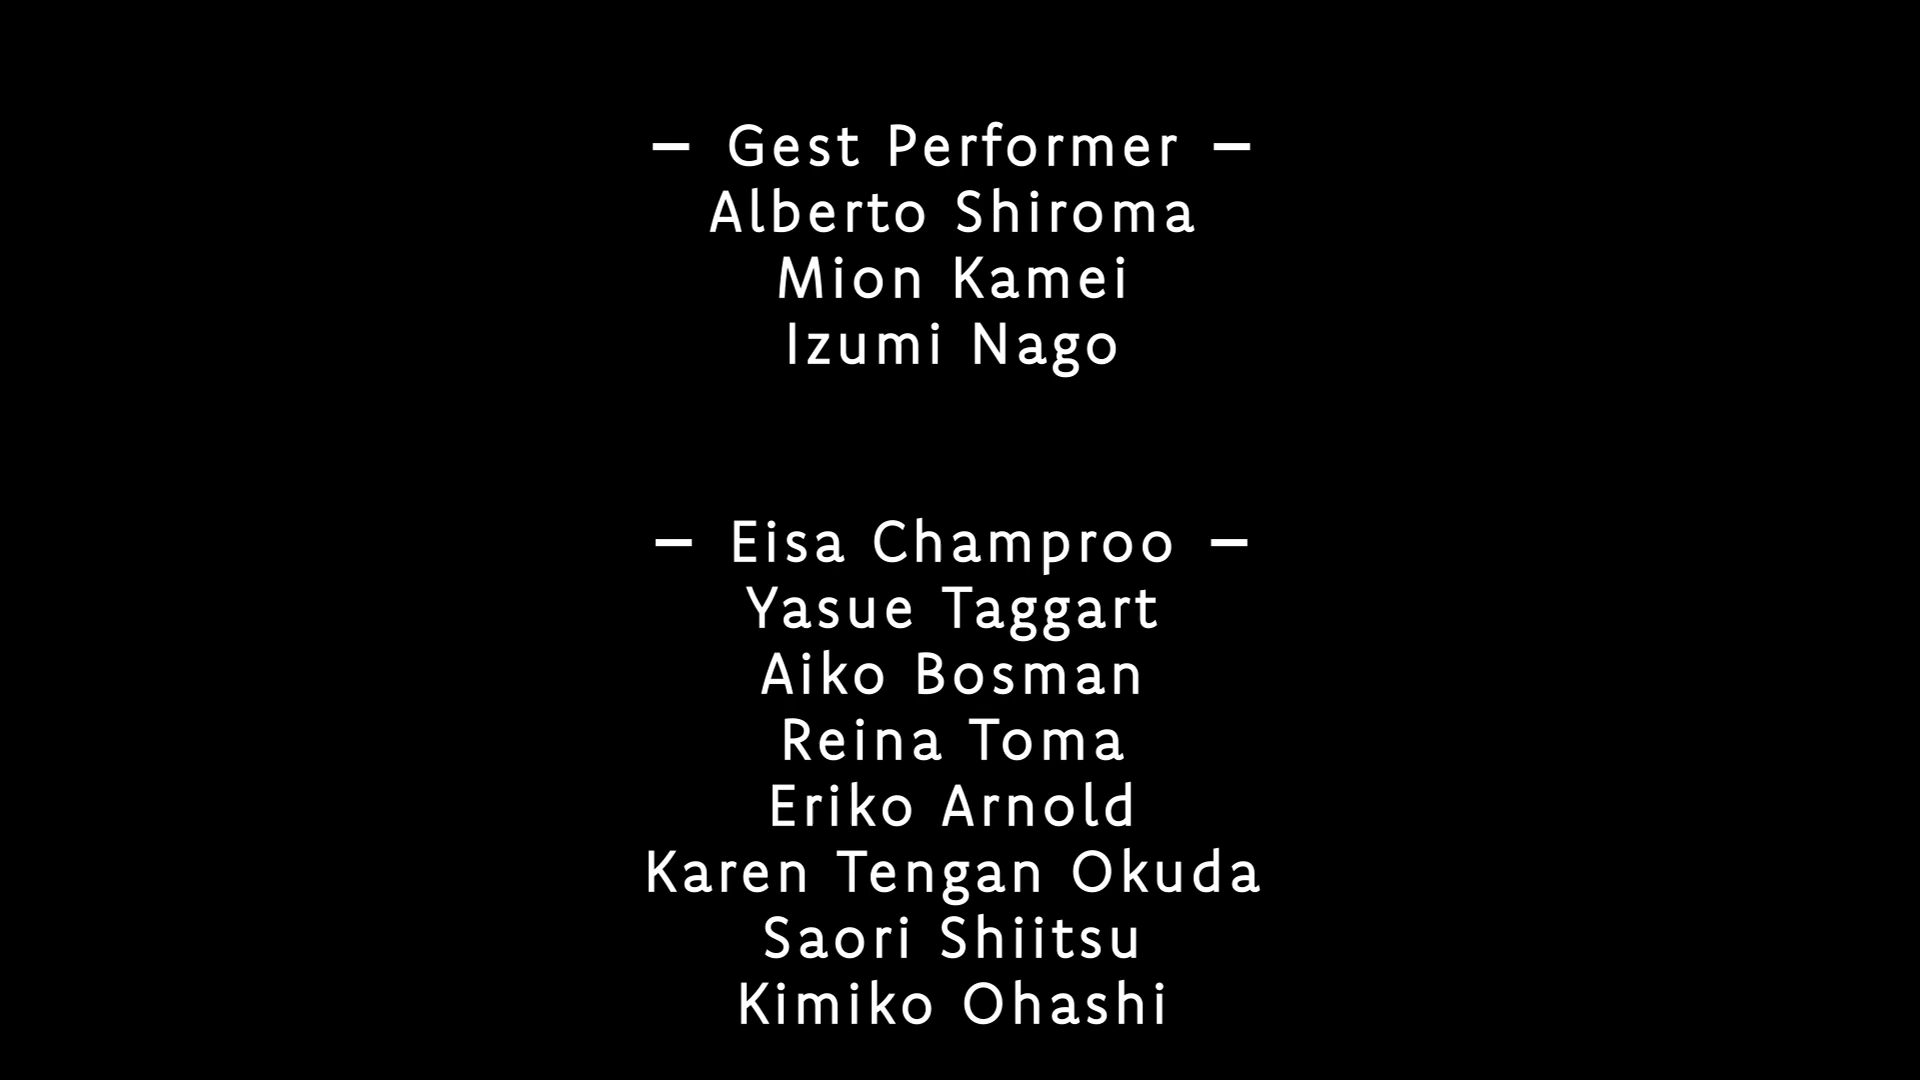 – Gest Performer –
Alberto Shiroma
Mion Kamei
Izumi Nago
– Eisa Champroo –
Yasue Taggart
Aiko Bosman
Reina Toma
Eriko Arnold
Karen Tengan Okuda
Saori Shiitsu
Kimiko Ohashi